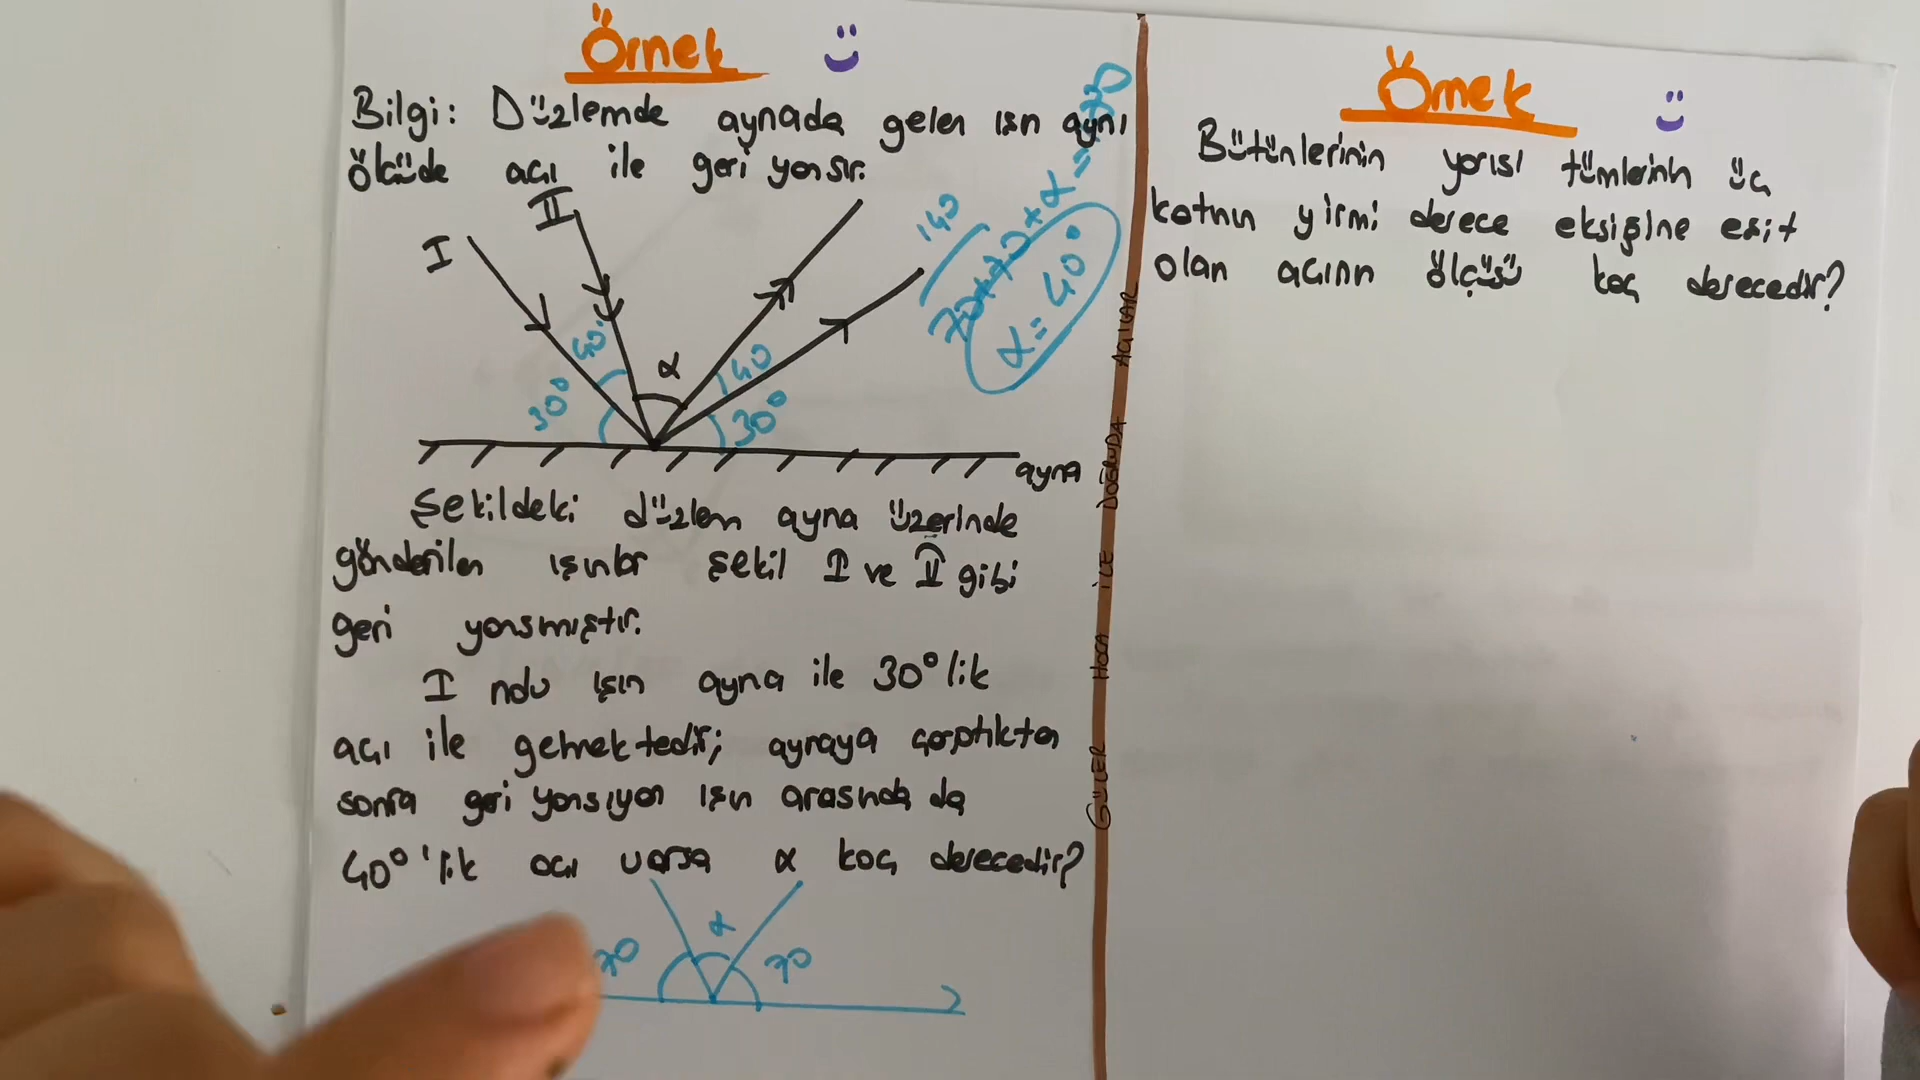 Örnek
Bilgi: Düzlemde aynada gelen ışın aynı
ölçüde açı ile geri yansır.
I
II
40°
α
40
30°
30°
140
70+70+α=
α=40°
ayna
Şekildeki düzlem ayna üzerinde
gönderilen ışınlar şekil I ve II gibi
geri yansımıştır.
I ışın ayna ile 30°lik
açı ile gelmektedir; aynaya çarptıkten
sonra geri yansıyan ışın arasında da
40°'lik açı varsa α kaç derecedir?
70
α
70
GÜLER HOCA İLE DOĞRUDA AÇILAR
Örnek
Bütünlerinin yarısı tümlerinin üç
katının yirmi derece eksiğine eşit
olan açının ölçüsü kaç derecedir?